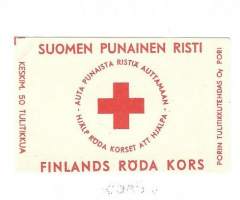 SUOMEN PUNAINEN RISTI
KESKIM. 50 TULITIKKUJA
AUTA PUNAISTA RISTIÄ AUTTAMAAN
HJÄLP RÖDA KORSET ATT HJÄLPA
PORIN TULITIKKUTEHDAS Oy PORI
FINLANDS RÖDA KORS